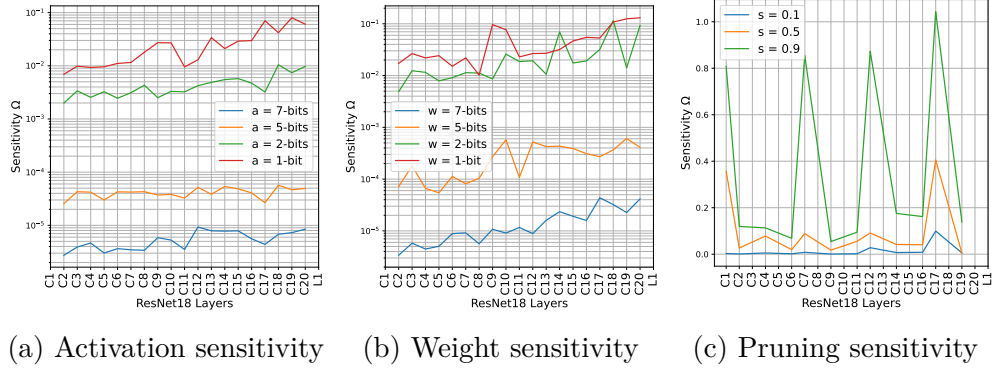 10⁻¹
10⁻²
10⁻³
10⁻⁴
10⁻⁵
Sensitivity Ω
a = 7-bits
a = 5-bits
a = 2-bits
a = 1-bit
C1 C2 C3 C4 C5 C6 C7 C8 C9 C10 C11 C12 C13 C14 C15 C16 C17 C18 C19 C20 L1
ResNet18 Layers
(a) Activation sensitivity
10⁻¹
10⁻²
10⁻³
10⁻⁴
10⁻⁵
Sensitivity Ω
w = 7-bits
w = 5-bits
w = 2-bits
w = 1-bit
C1 C2 C3 C4 C5 C6 C7 C8 C9 C10 C11 C12 C13 C14 C15 C16 C17 C18 C19 C20 L1
ResNet18 Layers
(b) Weight sensitivity
1.0
0.8
0.6
0.4
0.2
0.0
Sensitivity Ω
s = 0.1
s = 0.5
s = 0.9
C1 C2 C3 C4 C5 C6 C7 C8 C9 C10 C11 C12 C13 C14 C15 C16 C17 C18 C19 C20 L1
ResNet18 Layers
(c) Pruning sensitivity